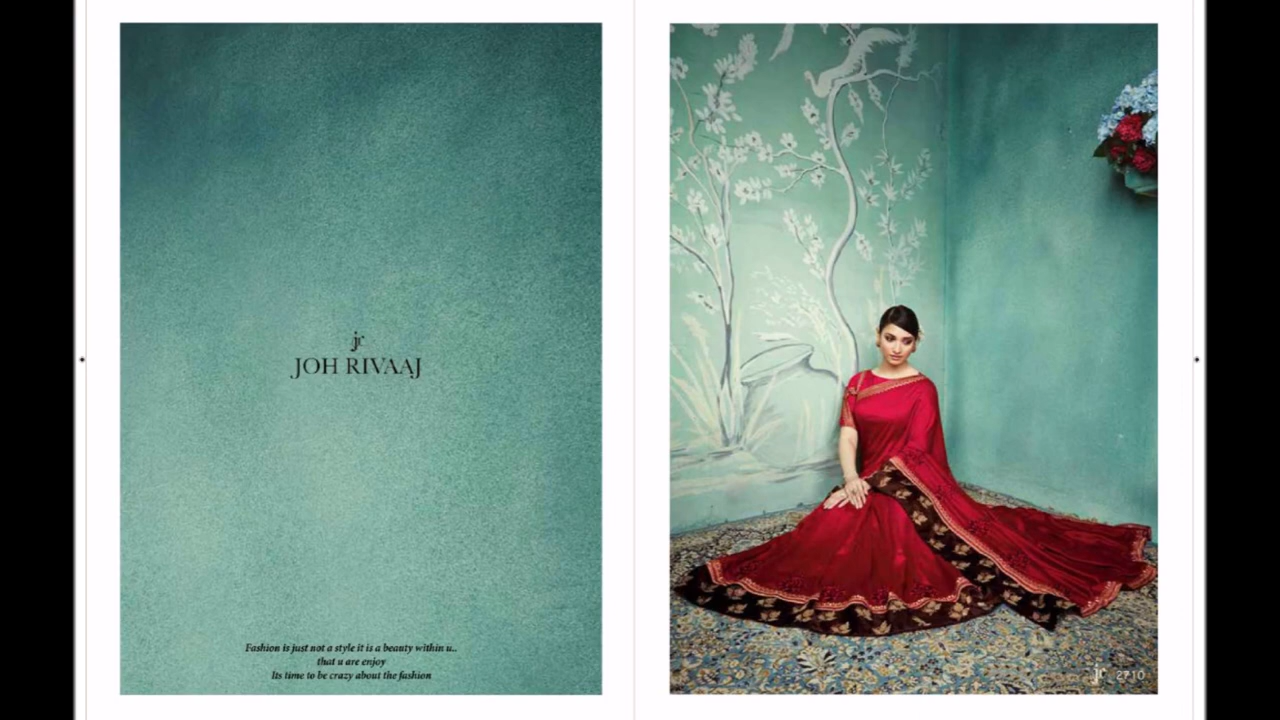 jr
JOH RIVAAJ
Fashion is just not a style it is a beauty within u..
that u are enjoy
Its time to be crazy about the fashion
jr 2710